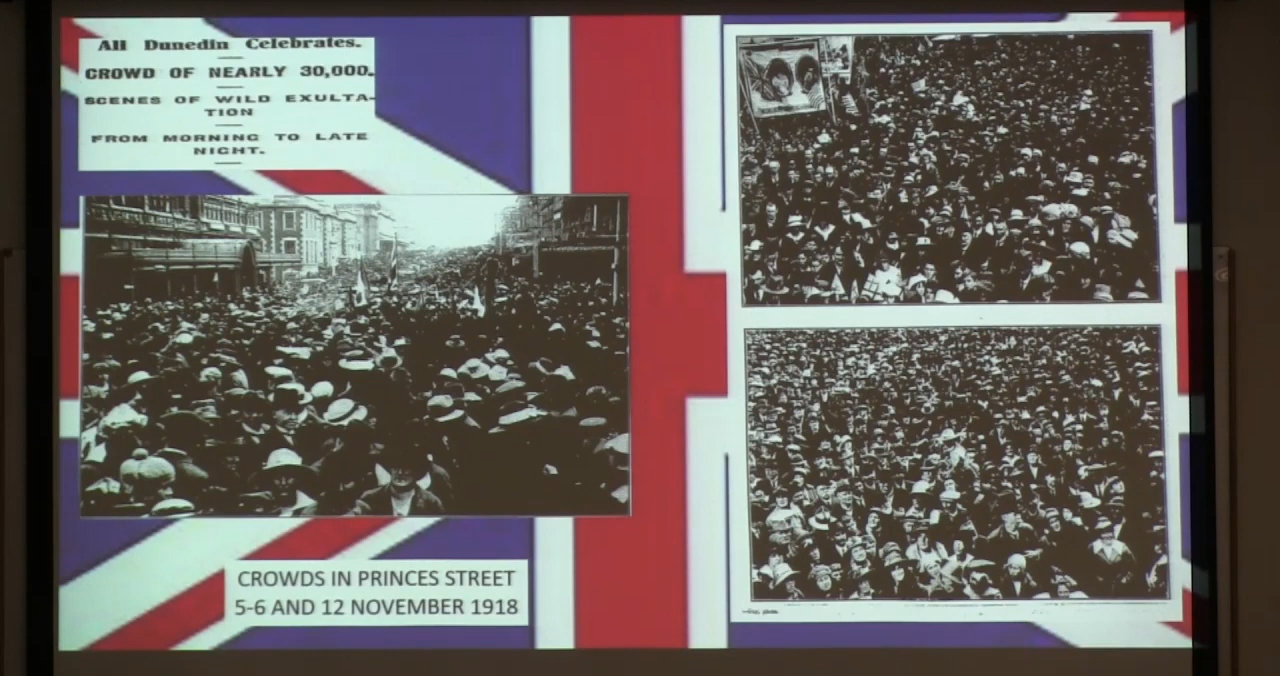 All Dunedin Celebrates.
CROWD OF NEARLY 30,000.
SCENES OF WILD EXULTA-
TION
FROM MORNING TO LATE
NIGHT.
CROWDS IN PRINCES STREET
5-6 AND 12 NOVEMBER 1918